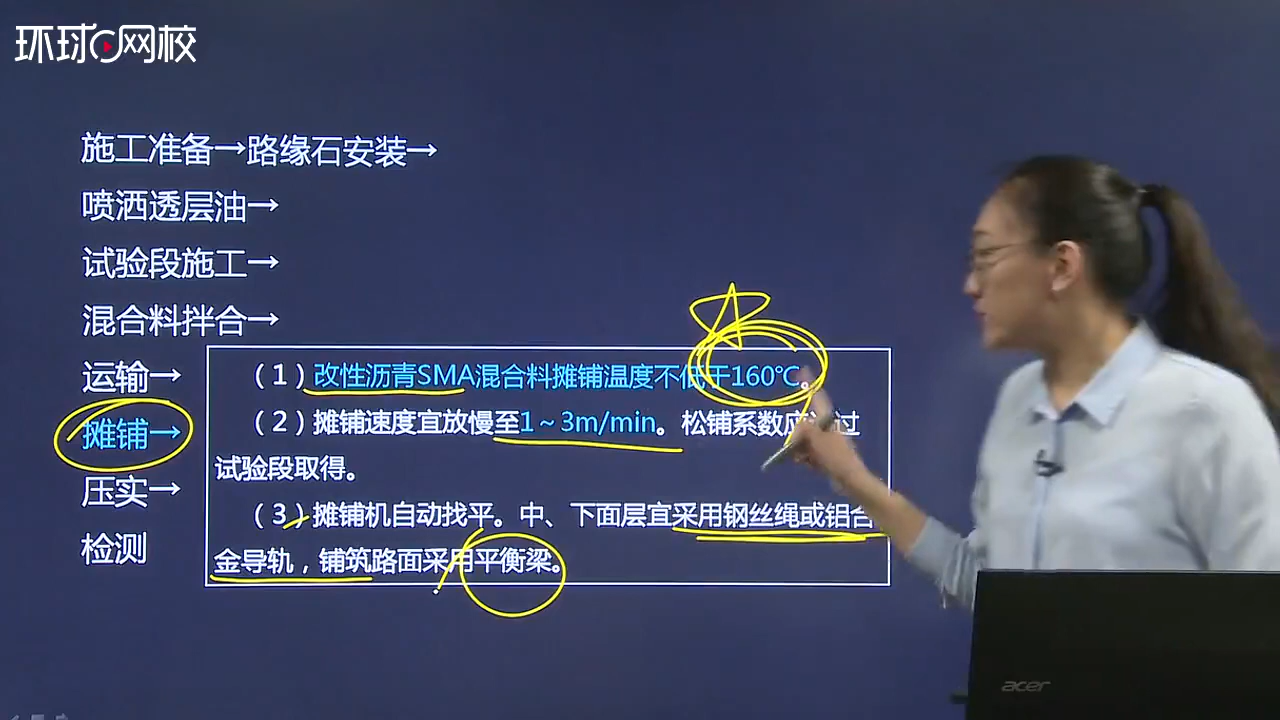 环球网校
施工准备→路缘石安装→
喷洒透层油→
试验段施工→
混合料拌合→
运输→
摊铺→
压实→
检测
（1）改性沥青SMA混合料摊铺温度不低于160℃。
（2）摊铺速度宜放慢至1～3m/min。松铺系数应 过
试验段取得。
（3）摊铺机自动找平。中、下面层宜采用钢丝绳或铝合
金导轨，铺筑路面采用平衡梁。
acer